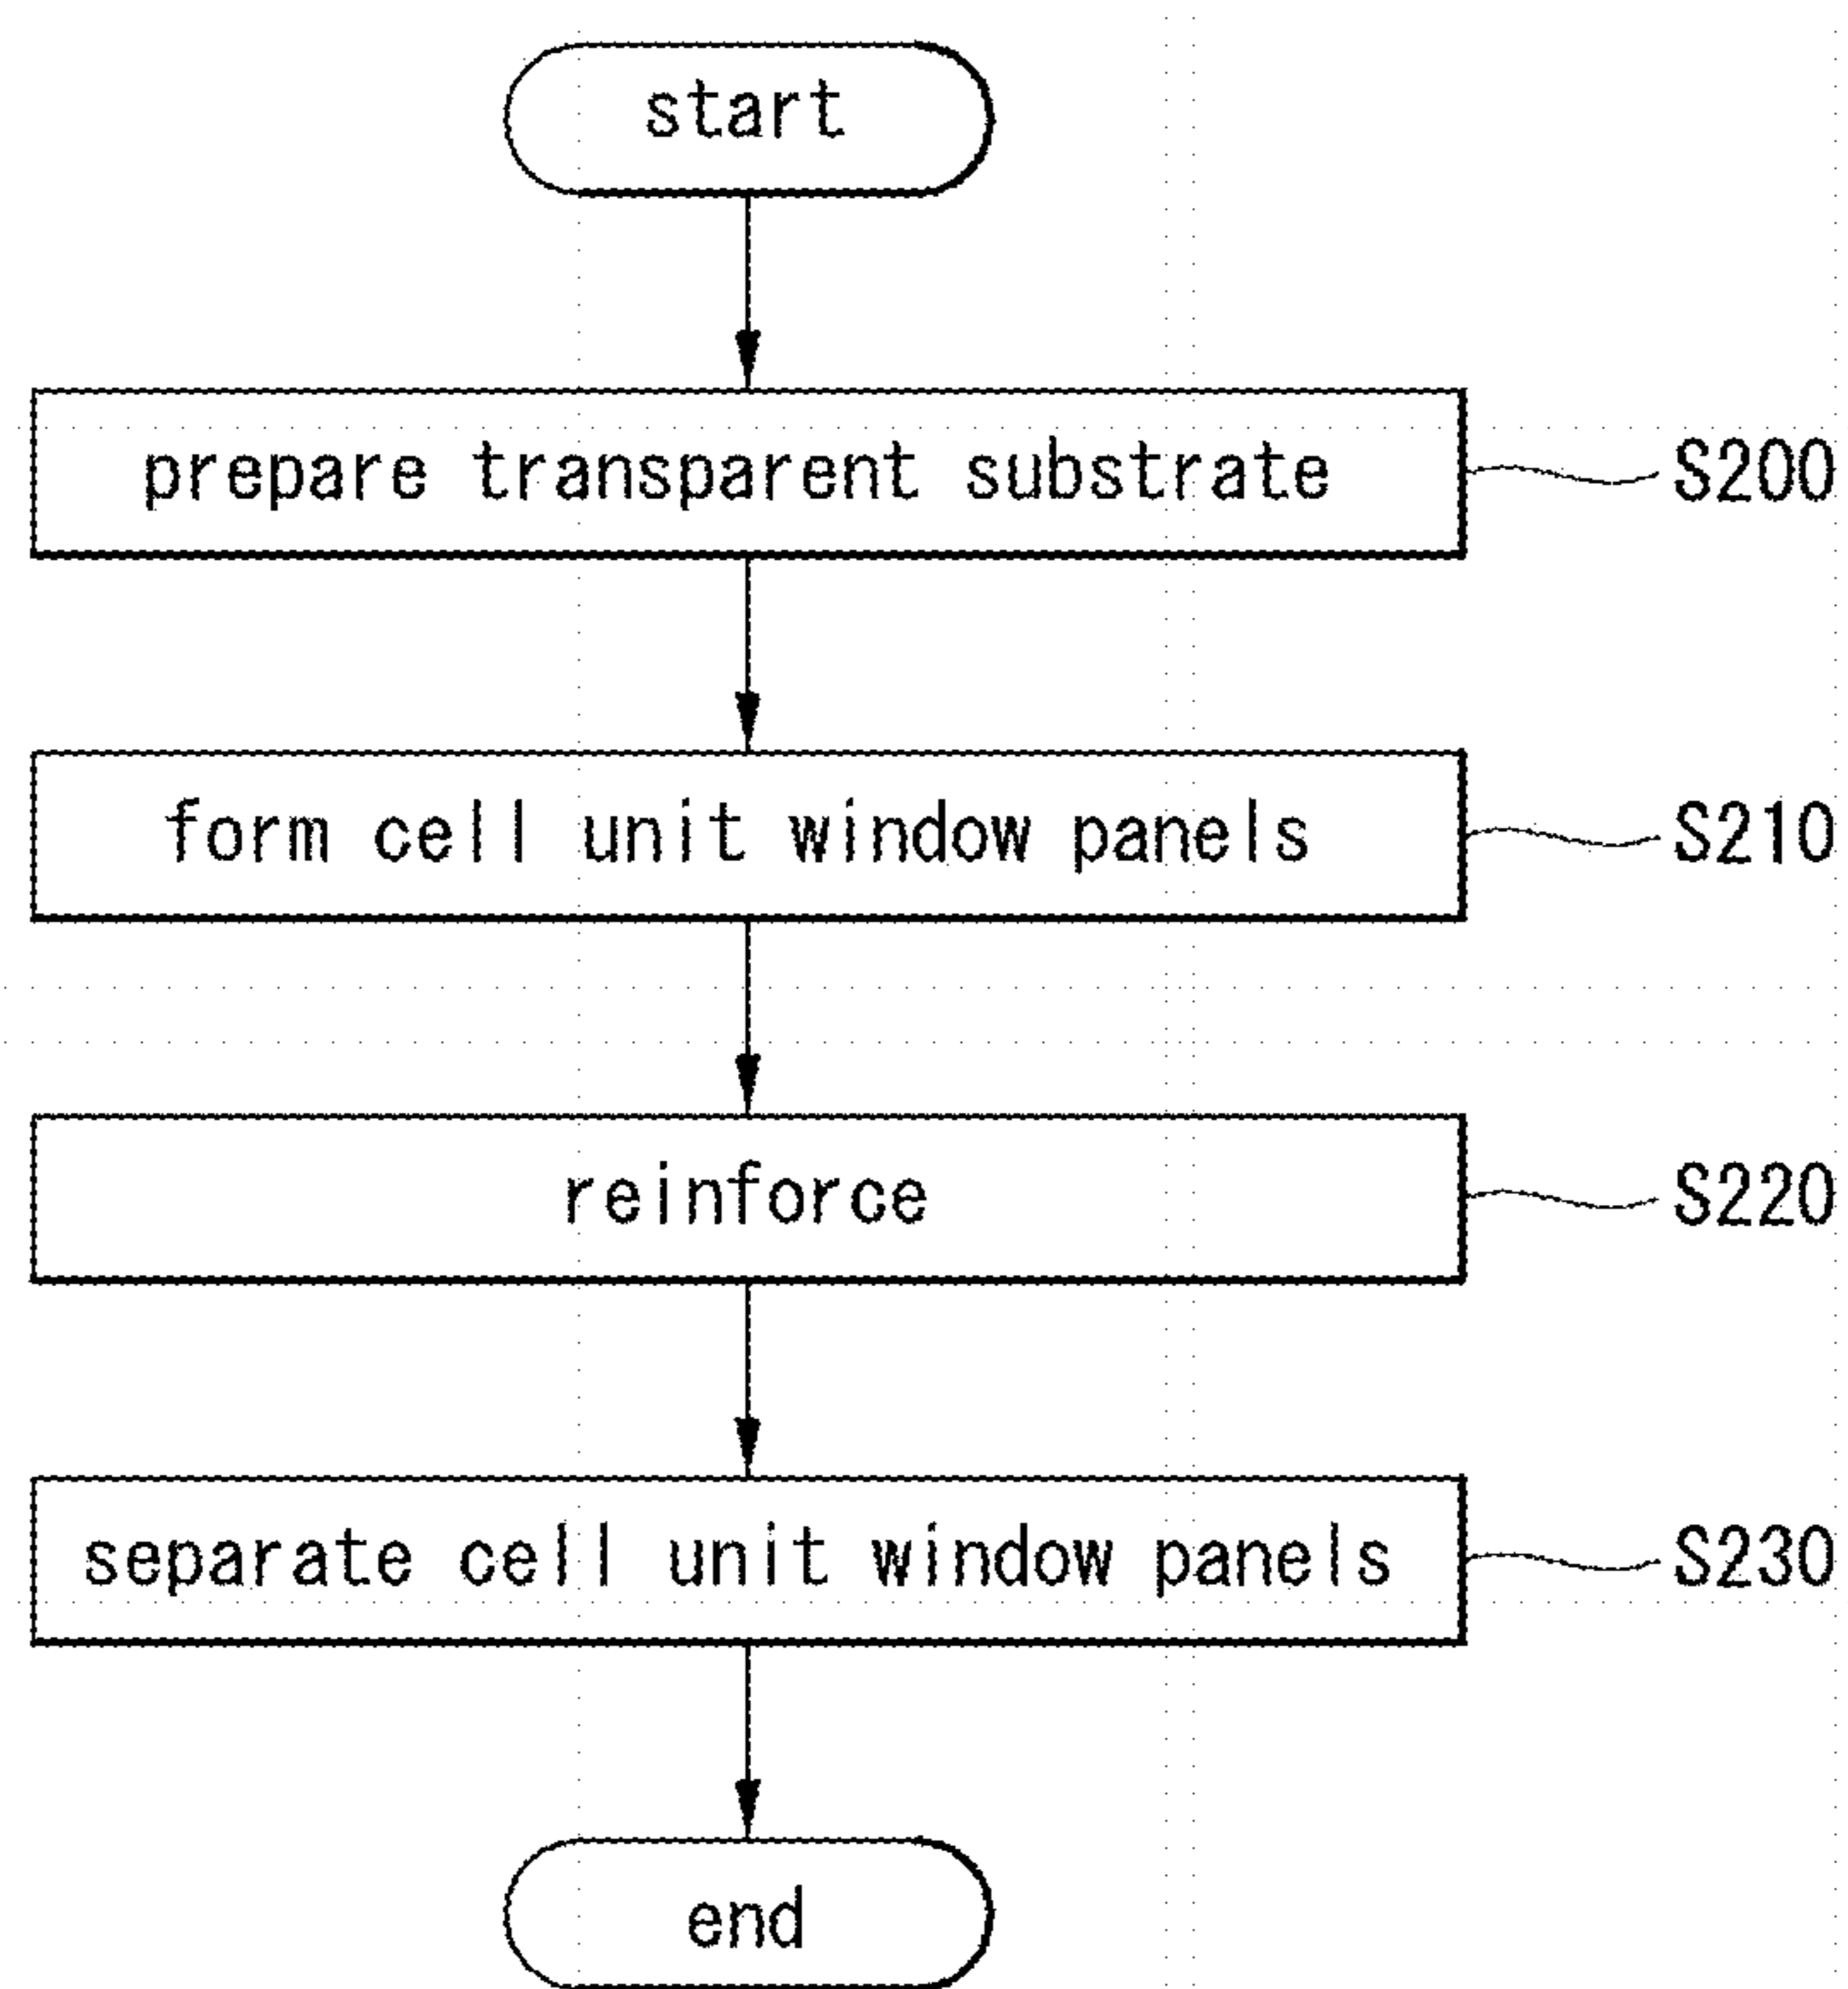 start
prepare transparent substrate S200
form cell unit window panels S210
reinforce S220
separate cell unit window panels S230
end